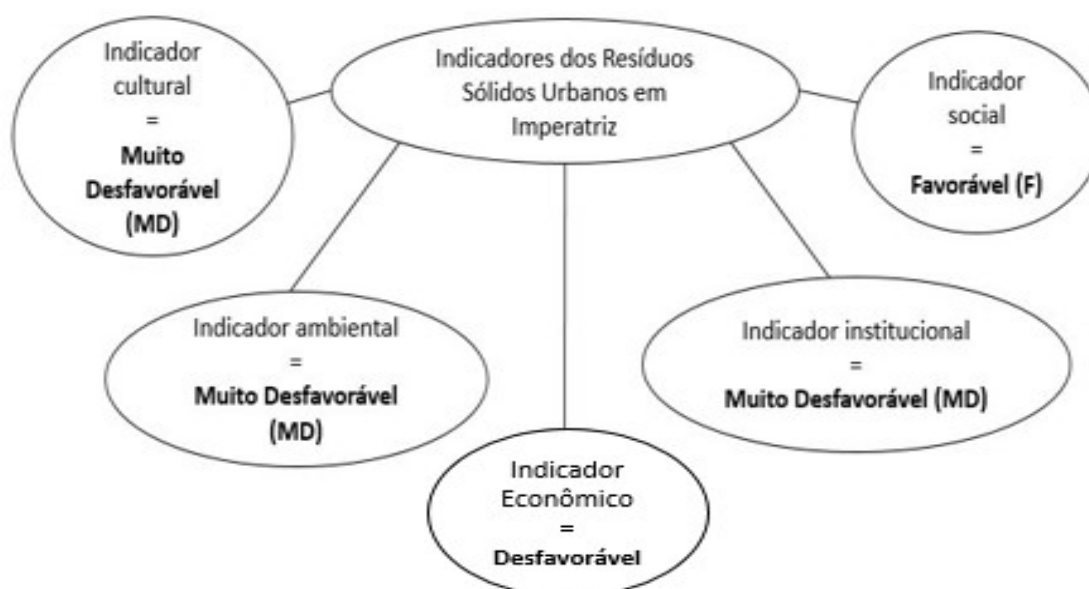 Indicador
cultural
=
Muito
Desfavorável
(MD)
Indicadores dos Resíduos
Sólidos Urbanos em
Imperatriz
Indicador
social
=
Favorável (F)
Indicador ambiental
=
Muito Desfavorável
(MD)
Indicador institucional
=
Muito Desfavorável (MD)
Indicador
Econômico
=
Desfavorável